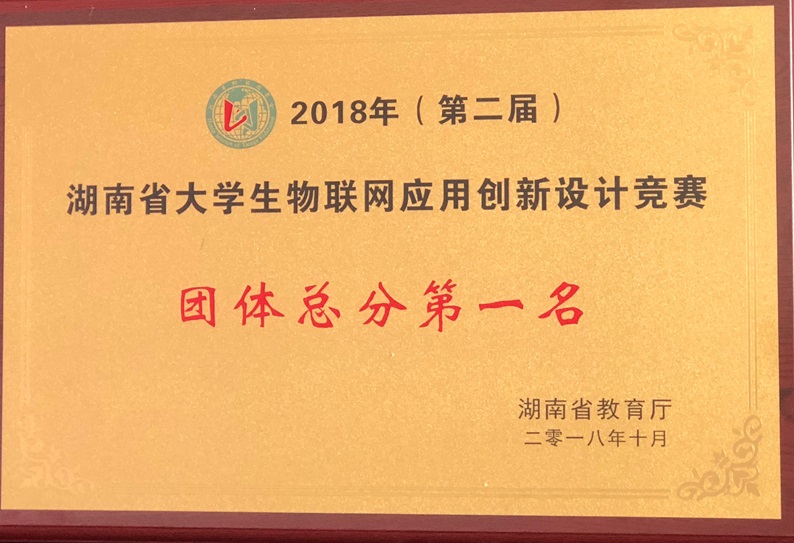 2018年（第二届）
湖南省大学生物联网应用创新设计竞赛
团体总分第一名
湖南省教育厅
二零一八年十月